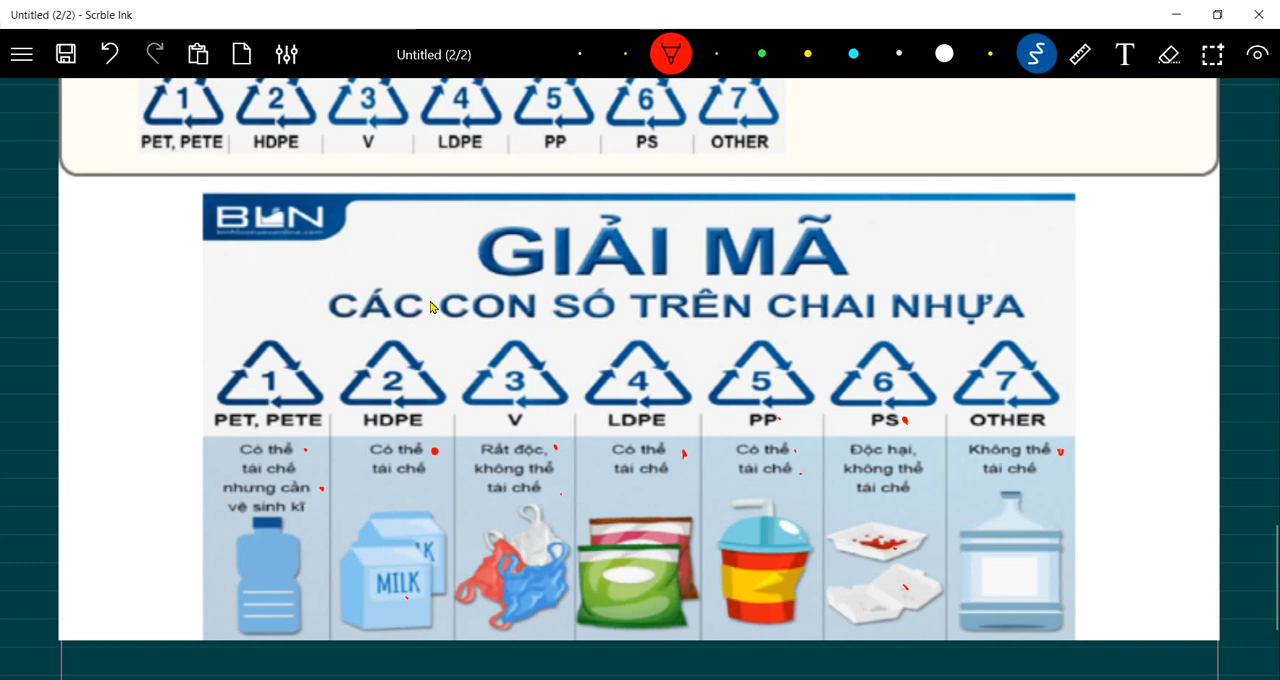 Untitled (2/2) - Scrble Ink
Untitled (2/2)
T
1 2 3 4 5 6 7
PET, PETE HDPE V LDPE PP PS OTHER
GIẢI MÃ
CÁC CON SỐ TRÊN CHAI NHỰA
1 2 3 4 5 6 7
PET, PETE HDPE V LDPE PP PS OTHER
Có thể
tái chế
nhưng cần
vệ sinh kĩ
Có thể
tái chế
Rất độc,
không thể
tái chế
Có thể
tái chế
Có thể
tái chế
Độc hại,
không thể
tái chế
Không thể
tái chế
MILK